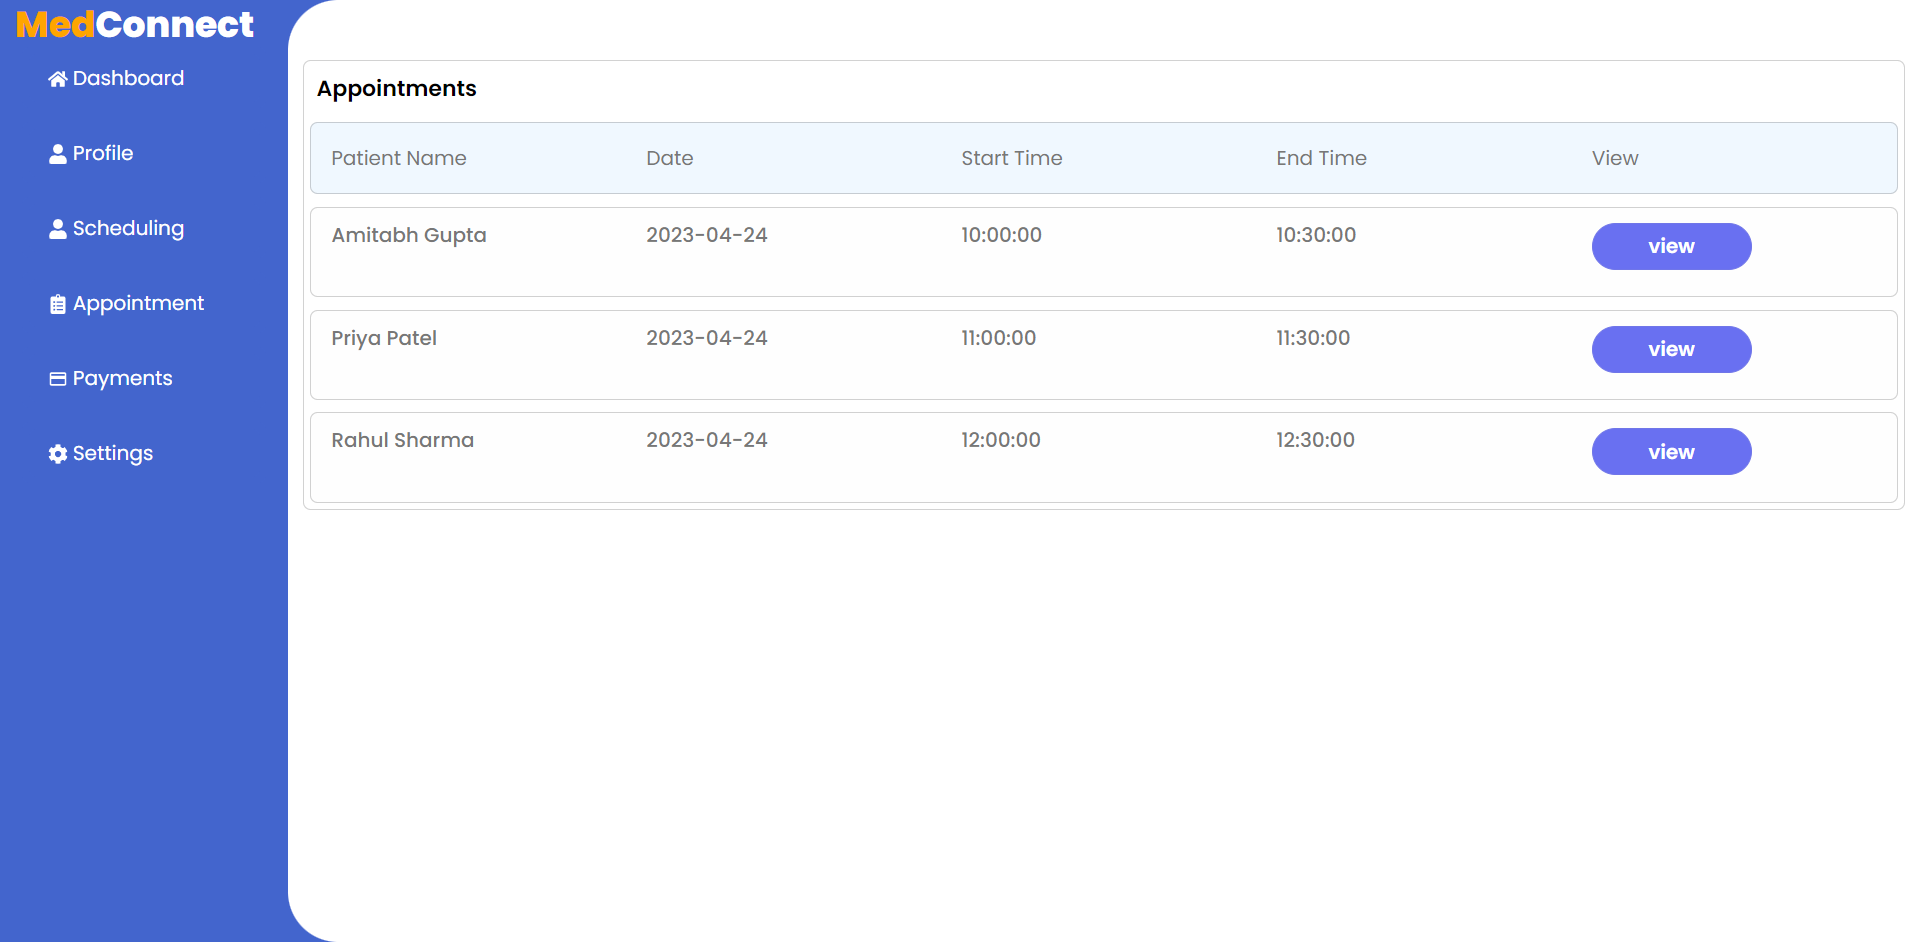 MedConnect
Dashboard
Profile
Scheduling
Appointment
Payments
Settings
Appointments
Patient Name Date Start Time End Time View
Amitabh Gupta 2023-04-24 10:00:00 10:30:00 view
Priya Patel 2023-04-24 11:00:00 11:30:00 view
Rahul Sharma 2023-04-24 12:00:00 12:30:00 view